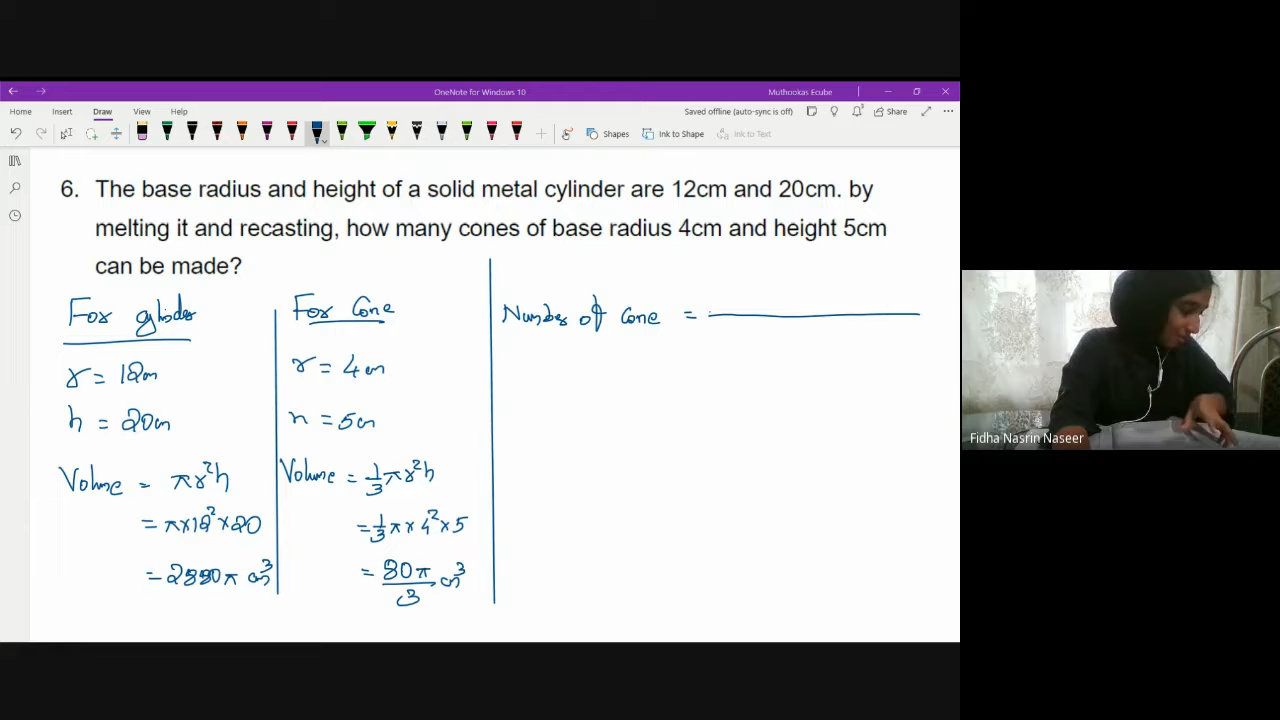 OneNote for Windows 10
Muthookas Ecube
Home Insert Draw View Help
Saved offline (auto-sync is off)
Share
Shapes
Ink to Shape
Ink to Text
6. The base radius and height of a solid metal cylinder are 12cm and 20cm. by
melting it and recasting, how many cones of base radius 4cm and height 5cm
can be made?
For cylinder
r = 12cm
h = 20cm
Volume = πr²h
= π×12²×20
= 2880π cm³
For Cone
r = 4cm
h = 5cm
Volume = 1/3 πr²h
= 1/3 π × 4² × 5
= 80π/3 cm³
Number of Cone =
Fidha Nasrin Naseer